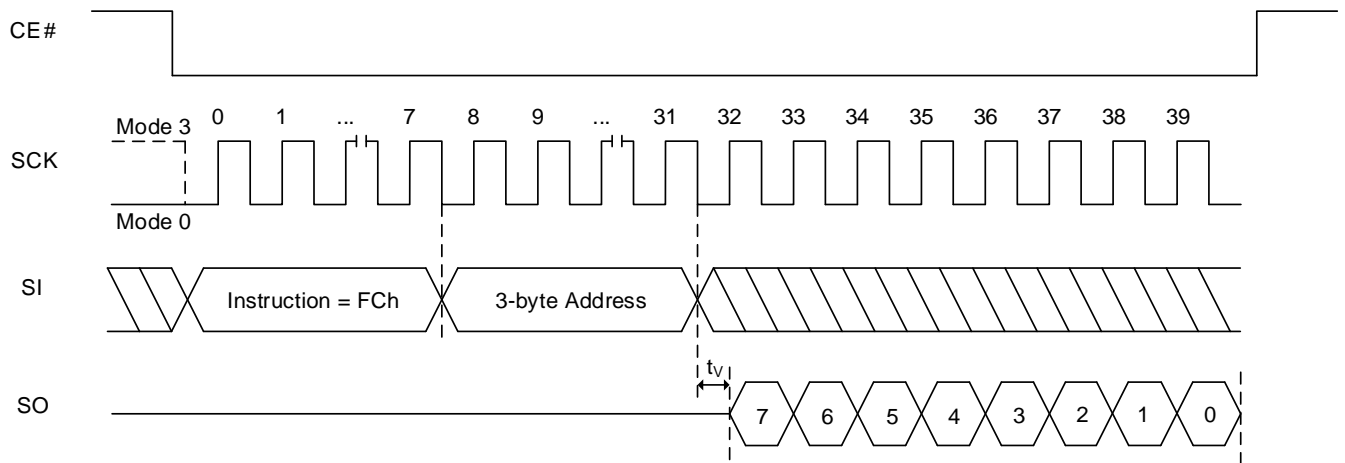 CE#
Mode 3 0 1 ... 7 8 9 ... 31 32 33 34 35 36 37 38 39
SCK
Mode 0
SI Instruction = FCh 3-byte Address
tV
SO 7 6 5 4 3 2 1 0